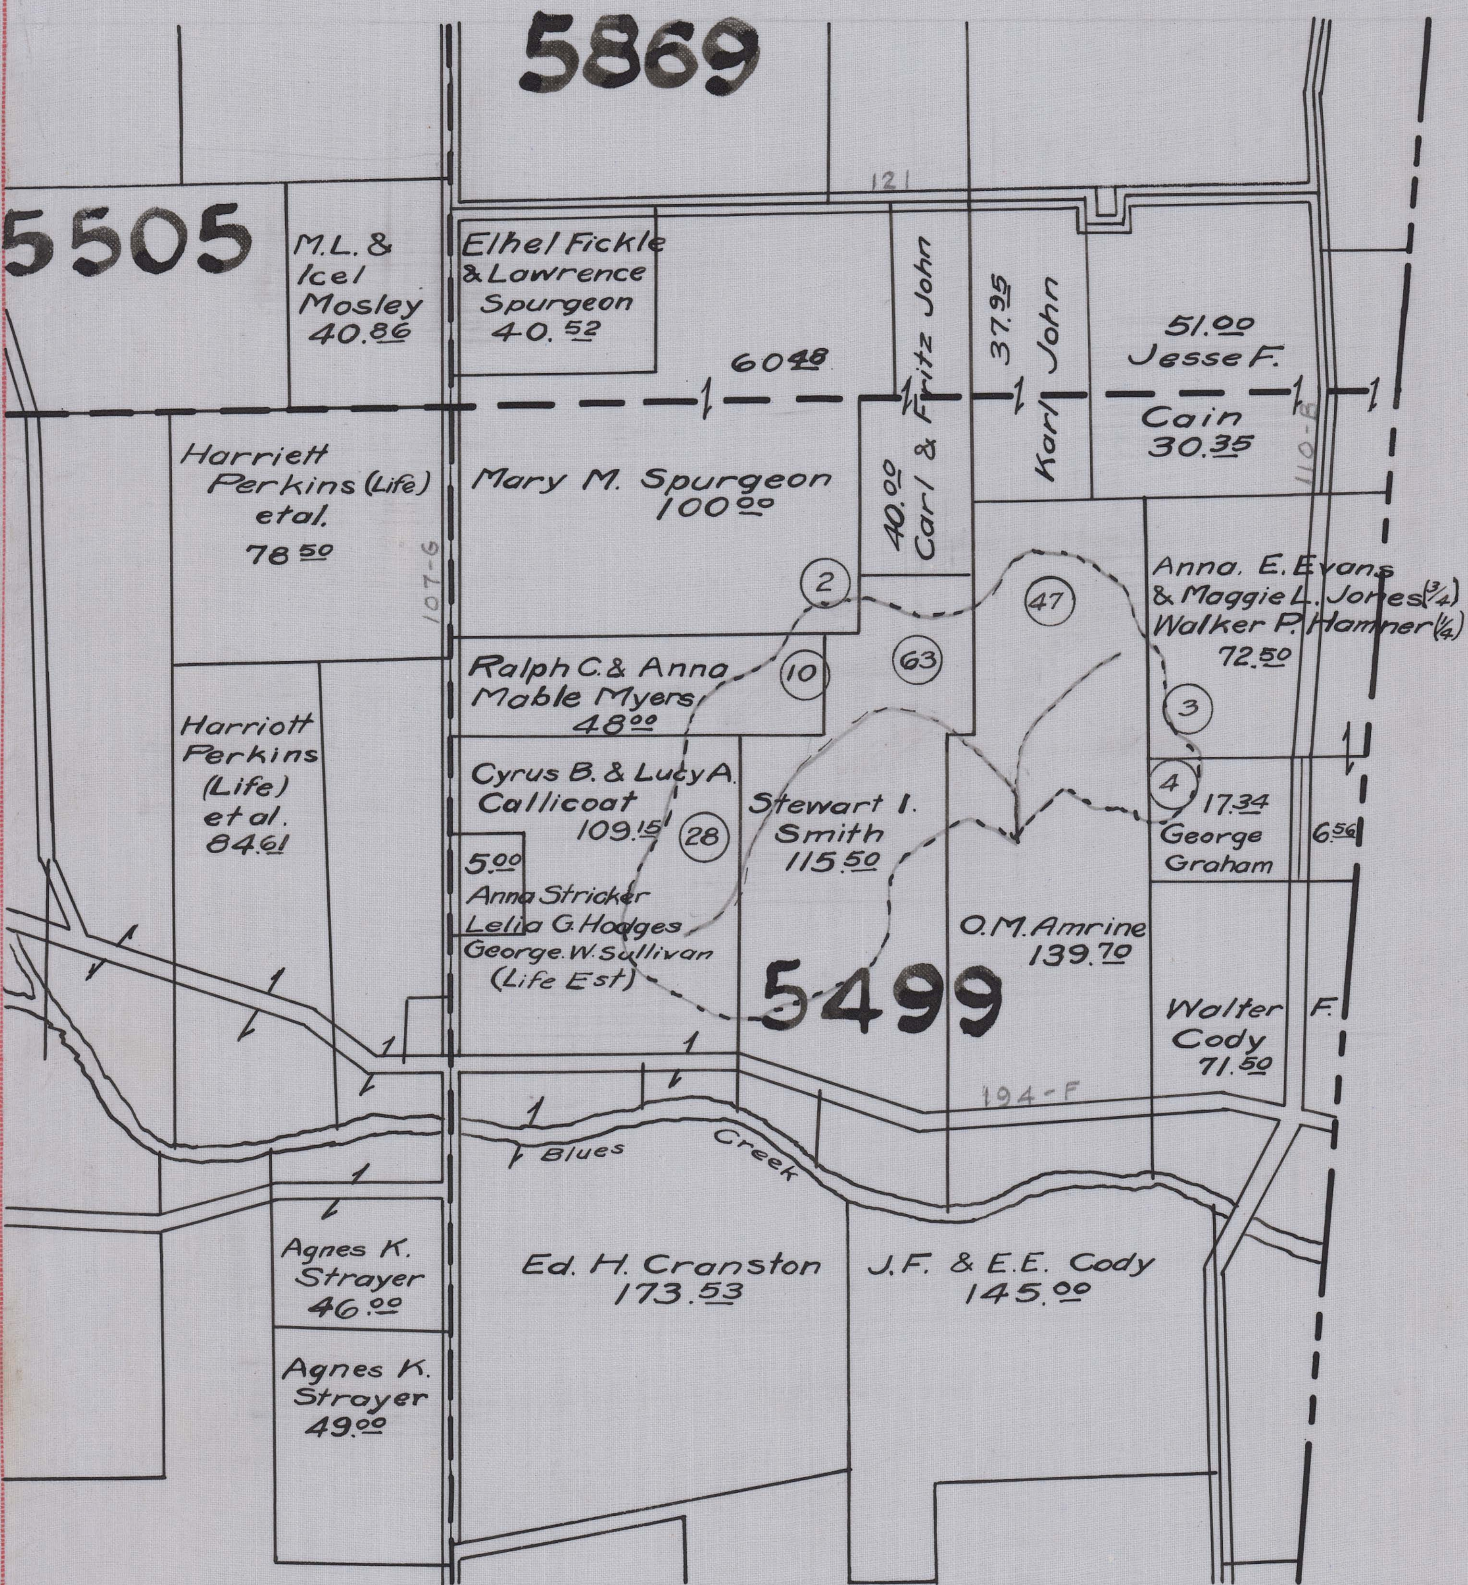 5869
121
5505
M.L. &
Icel
Mosley
40.86
Elhel Fickle
& Lawrence
Spurgeon
40.52
60 48
Carl & Fritz John
40.00
37.95
Karl John
51.00
Jesse F.
Cain
30.35
110-B
Harriett
Perkins (Life)
etal.
78 50
107-G
Mary M. Spurgeon
100 00
2
47
63
10
3
4
28
Anna. E. Evans
& Maggie L. Jones (3/4)
Walker P. Hamner (1/4)
72.50
Ralph C. & Anna
Mable Myers
48 00
Harriott
Perkins
(Life)
et al.
84.61
Cyrus B. & Lucy A.
Callicoat
109.15
5.00
Anna Stricker
Lelia G. Hodges
George. W. Sullivan
(Life Est)
Stewart I.
Smith
115.50
17.34
George
Graham
6.56
O.M. Amrine
139.70
5499
Walter F.
Cody
71.50
194-F
Blues Creek
Agnes K.
Strayer
46.00
Ed. H. Cranston
173.53
J.F. & E.E. Cody
145.00
Agnes K.
Strayer
49.00